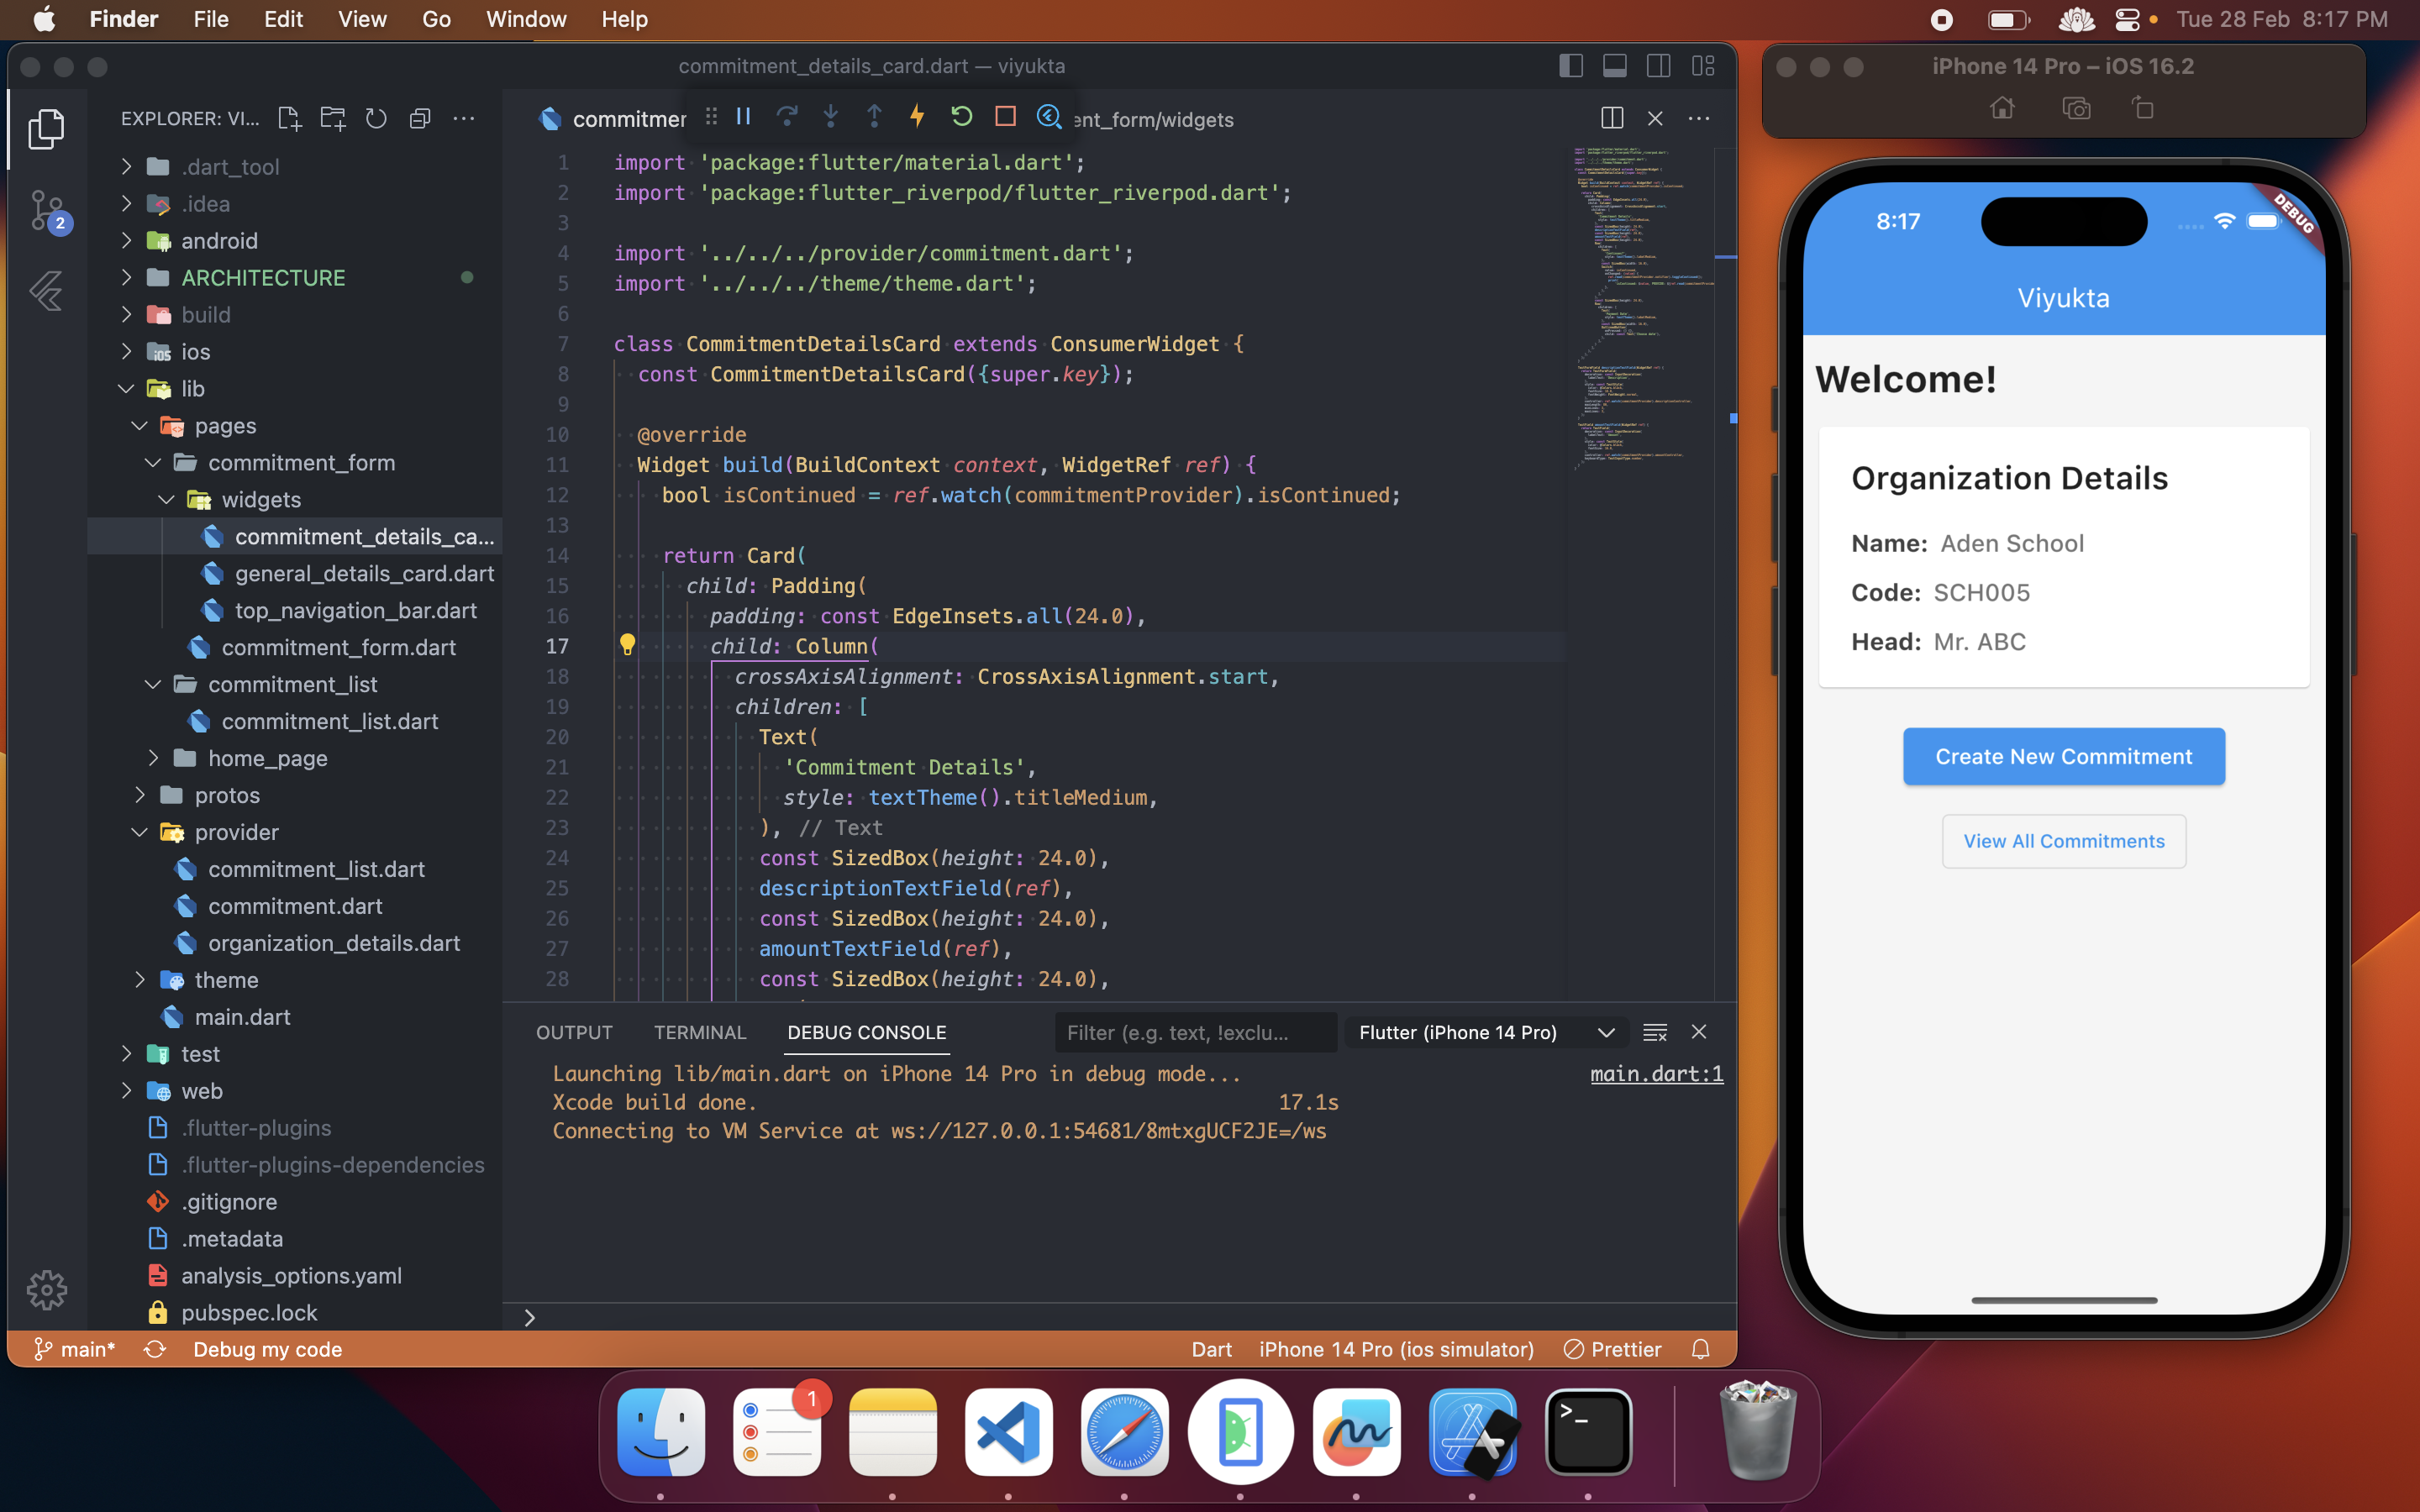 Finder File Edit View Go Window Help
Tue 28 Feb 8:17 PM
commitment_details_card.dart — viyukta
EXPLORER: VI...
.dart_tool
.idea
android
ARCHITECTURE
build
ios
lib
pages
commitment_form
widgets
commitment_details_ca...
general_details_card.dart
top_navigation_bar.dart
commitment_form.dart
commitment_list
commitment_list.dart
home_page
protos
provider
commitment_list.dart
commitment.dart
organization_details.dart
theme
main.dart
test
web
.flutter-plugins
.flutter-plugins-dependencies
.gitignore
.metadata
analysis_options.yaml
pubspec.lock
2
commitmer
ent_form/widgets
1 import 'package:flutter/material.dart';
2 import 'package:flutter_riverpod/flutter_riverpod.dart';
3
4 import '../../../provider/commitment.dart';
5 import '../../../theme/theme.dart';
6
7 class CommitmentDetailsCard extends ConsumerWidget {
8 const CommitmentDetailsCard({super.key});
9
10 @override
11 Widget build(BuildContext context, WidgetRef ref) {
12 bool isContinued = ref.watch(commitmentProvider).isContinued;
13
14 return Card(
15 child: Padding(
16 padding: const EdgeInsets.all(24.0),
17 child: Column(
18 crossAxisAlignment: CrossAxisAlignment.start,
19 children: [
20 Text(
21 'Commitment Details',
22 style: textTheme().titleMedium,
23 ), // Text
24 const SizedBox(height: 24.0),
25 descriptionTextField(ref),
26 const SizedBox(height: 24.0),
27 amountTextField(ref),
28 const SizedBox(height: 24.0),
OUTPUT TERMINAL DEBUG CONSOLE
Filter (e.g. text, !exclu...
Flutter (iPhone 14 Pro)
Launching lib/main.dart on iPhone 14 Pro in debug mode... main.dart:1
Xcode build done. 17.1s
Connecting to VM Service at ws://127.0.0.1:54681/8mtxgUCF2JE=/ws
main* Debug my code
Dart iPhone 14 Pro (ios simulator) Prettier
iPhone 14 Pro – iOS 16.2
8:17
DEBUG
Viyukta
Welcome!
Organization Details
Name: Aden School
Code: SCH005
Head: Mr. ABC
Create New Commitment
View All Commitments
1
>_